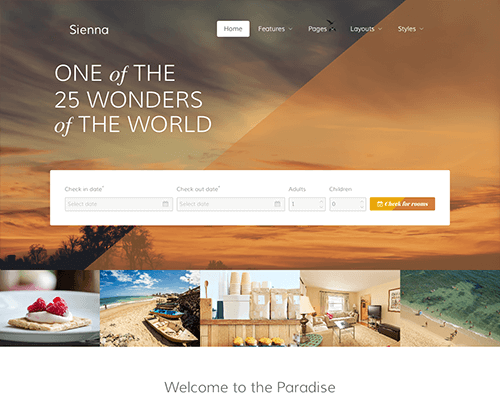 Sienna
Home Features Pages Layouts Styles
ONE of THE
25 WONDERS
of THE WORLD
Check in date* Check out date* Adults Children
Select date Select date 1 0 Check for rooms
Welcome to the Paradise